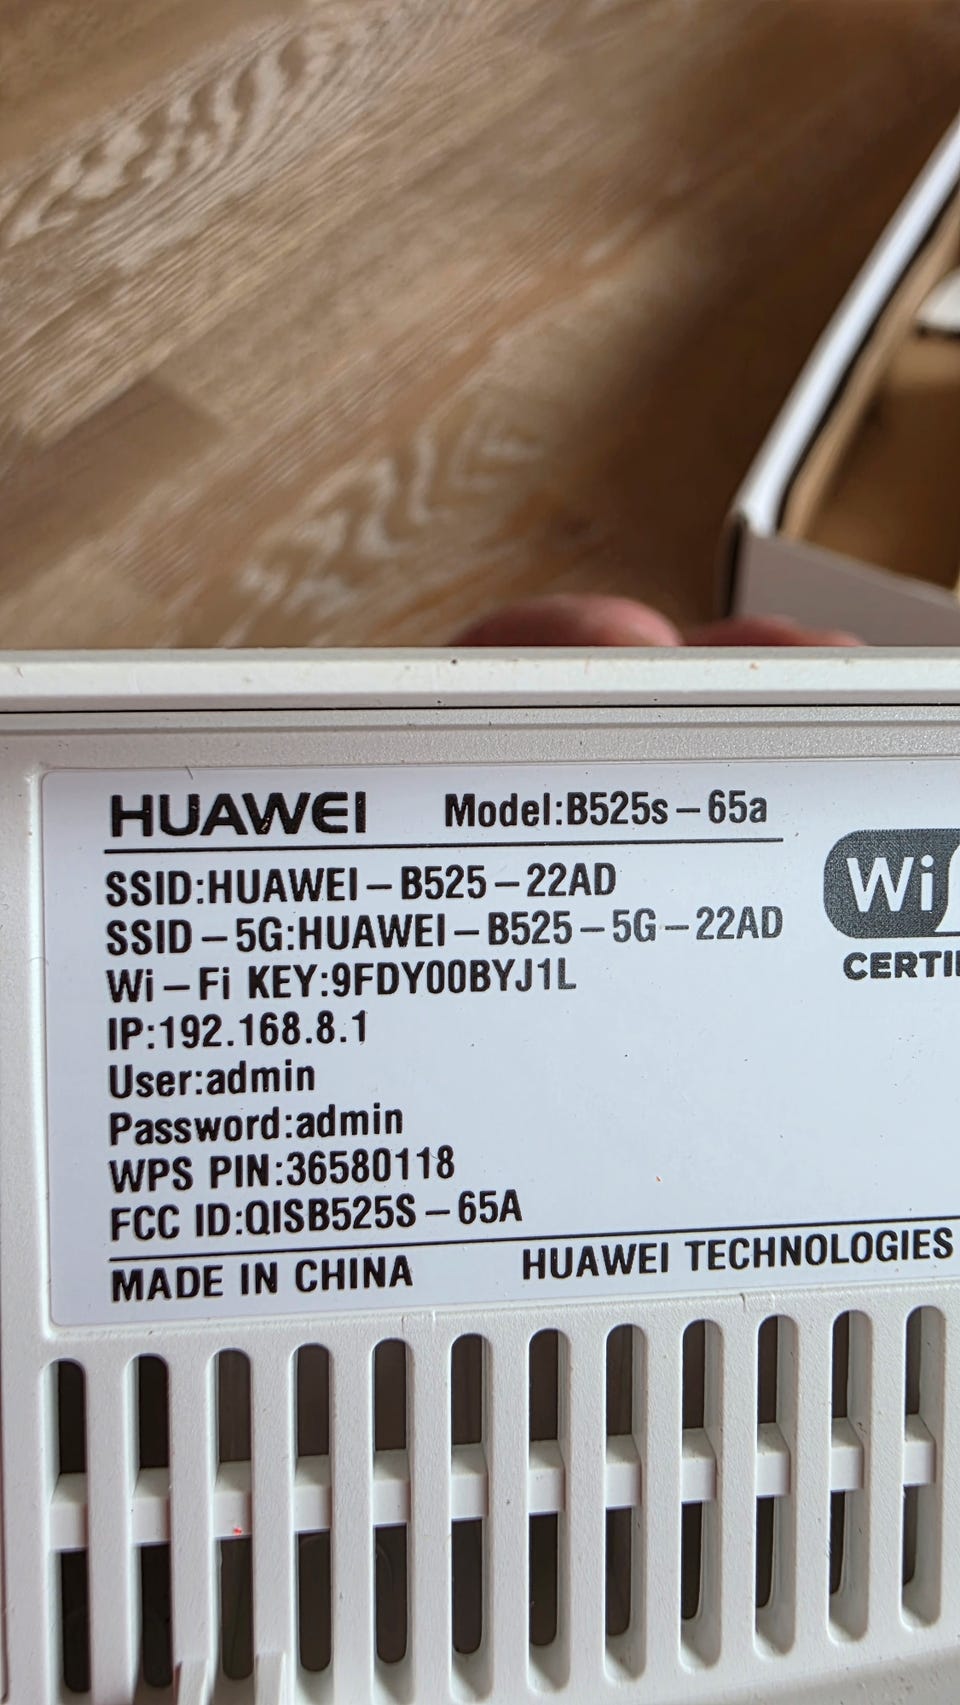 HUAWEI Model:B525s-65a
SSID:HUAWEI-B525-22AD
SSID-5G:HUAWEI-B525-5G-22AD
Wi-Fi KEY:9FDY00BYJ1L
IP:192.168.8.1
User:admin
Password:admin
WPS PIN:36580118
FCC ID:QISB525S-65A
MADE IN CHINA HUAWEI TECHNOLOGIES
Wi